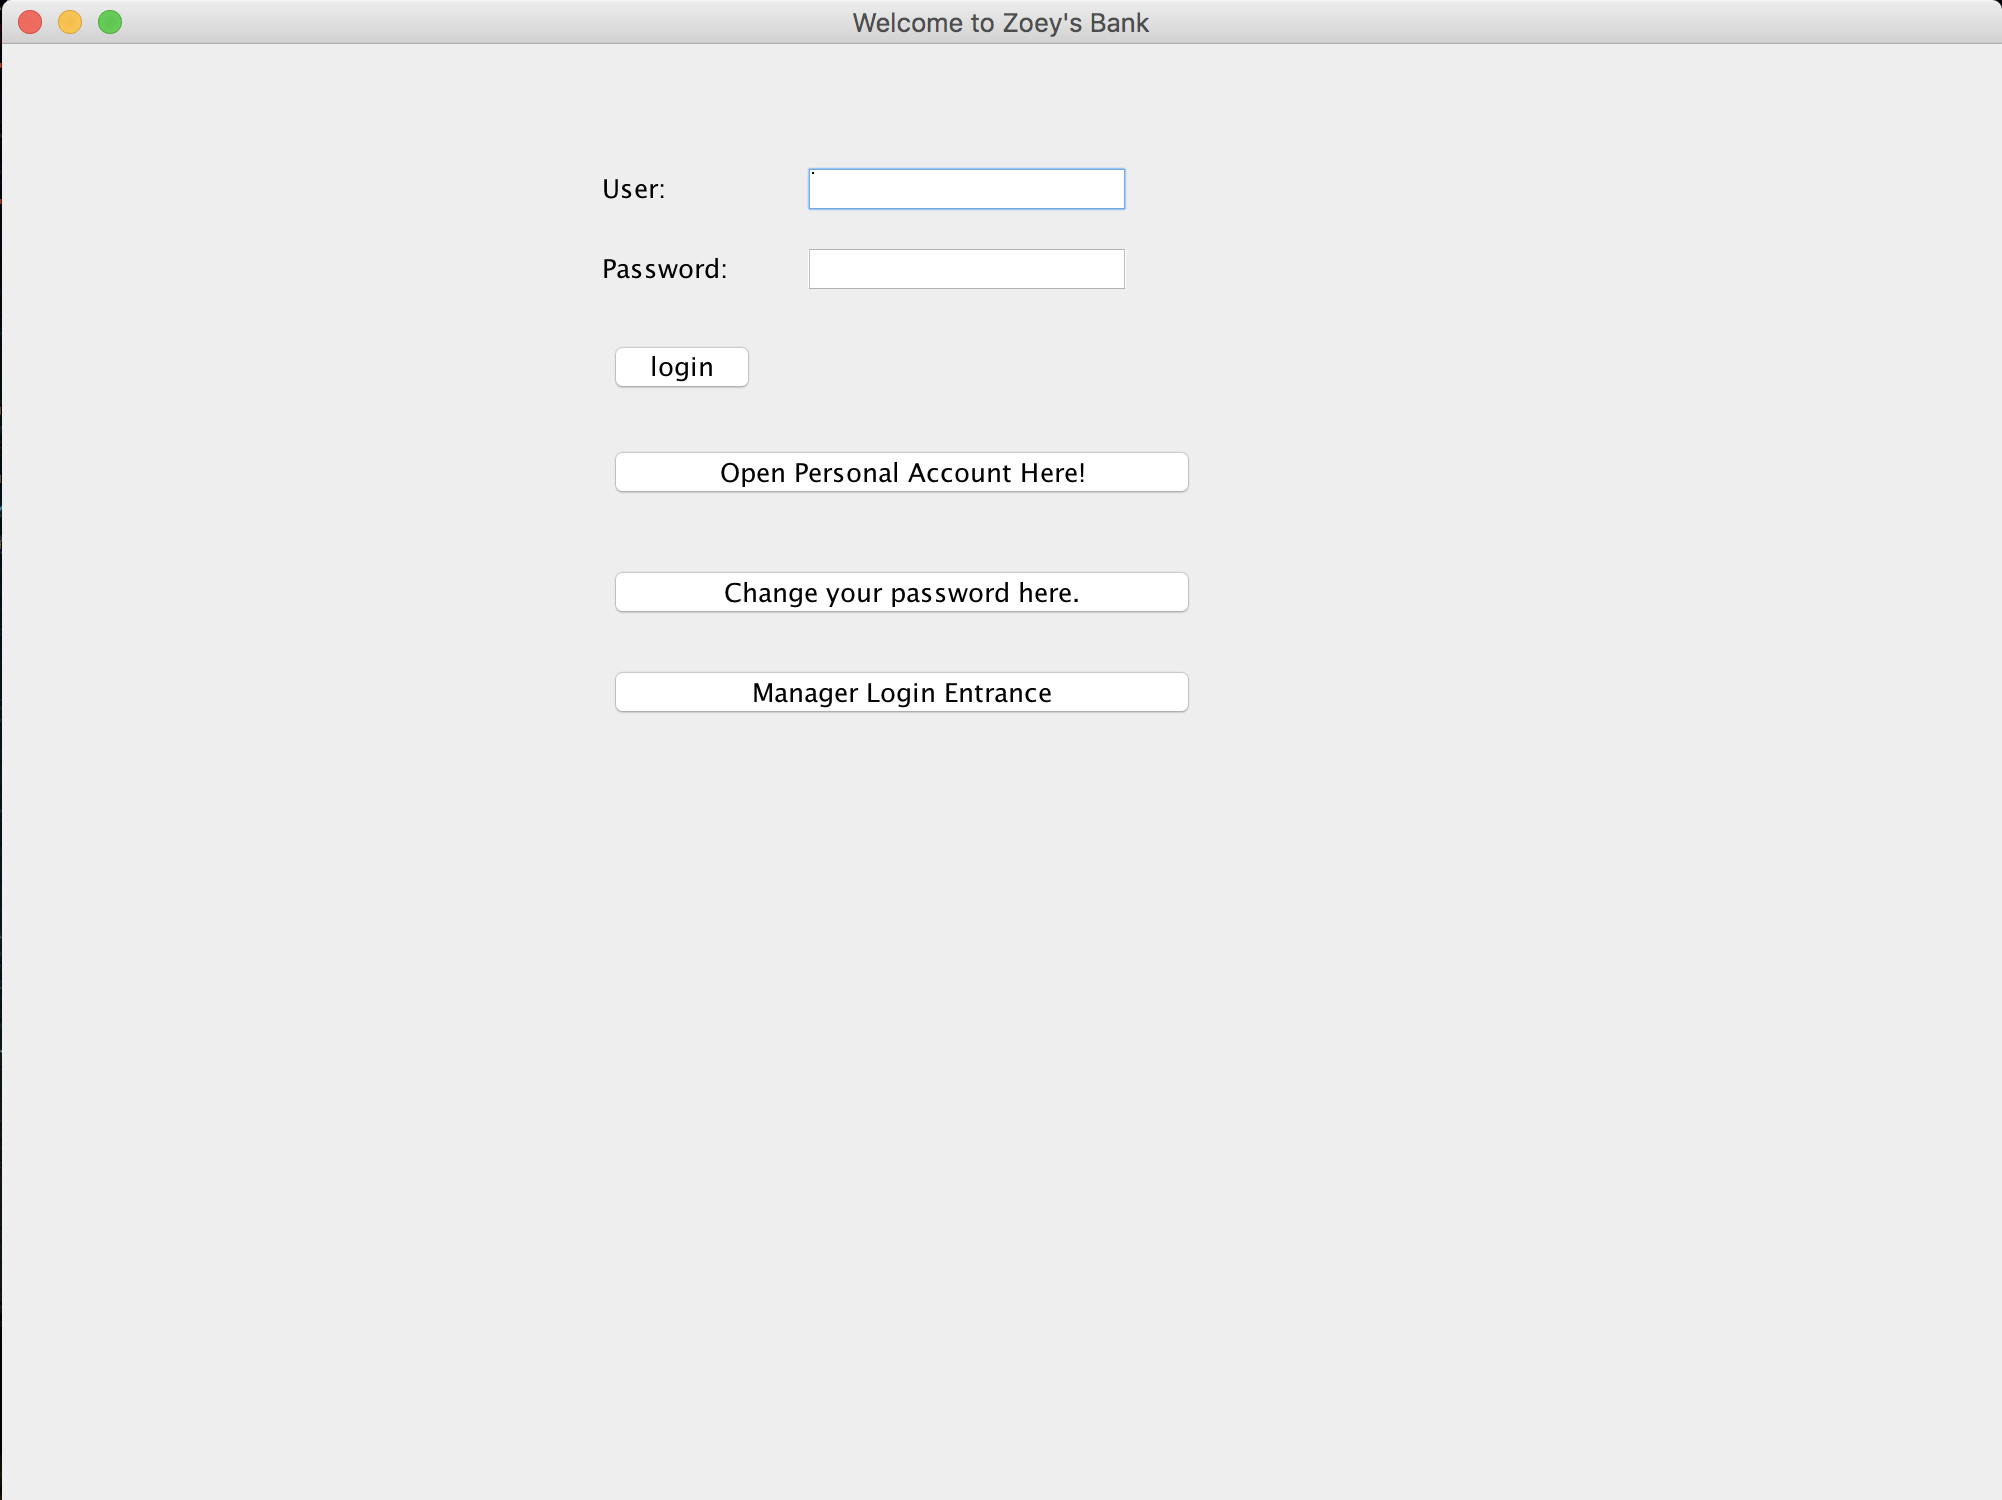 Welcome to Zoey's Bank
User:
Password:
login
Open Personal Account Here!
Change your password here.
Manager Login Entrance